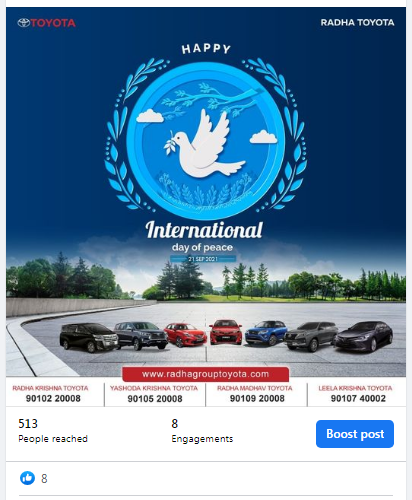 TOYOTA
RADHA TOYOTA
HAPPY
International
day of peace
21 SEP 2021
www.radhagrouptoyota.com
RADHA KRISHNA TOYOTA
90102 20008
YASHODA KRISHNA TOYOTA
90105 20008
RADHA MADHAV TOYOTA
90109 20008
LEELA KRISHNA TOYOTA
90107 40002
513
People reached
8
Engagements
Boost post
8